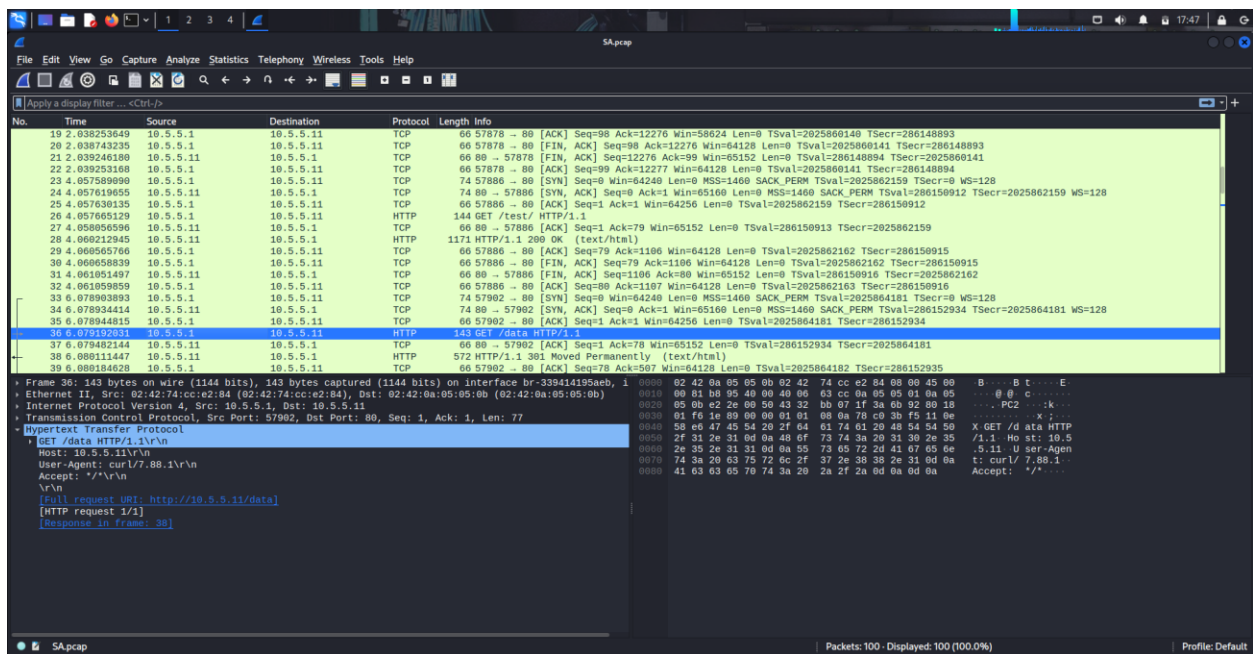 1 2 3 4
17:47
SA.pcap
File Edit View Go Capture Analyze Statistics Telephony Wireless Tools Help
Apply a display filter ... <Ctrl-/>
No. Time Source Destination Protocol Length Info
19 2.038253649 10.5.5.1 10.5.5.11 TCP 66 57878 → 80 [ACK] Seq=98 Ack=12276 Win=58624 Len=0 TSval=2025860140 TSecr=286148893
20 2.038743235 10.5.5.1 10.5.5.11 TCP 66 57878 → 80 [FIN, ACK] Seq=98 Ack=12276 Win=64128 Len=0 TSval=2025860141 TSecr=286148893
21 2.039246180 10.5.5.11 10.5.5.1 TCP 66 80 → 57878 [FIN, ACK] Seq=12276 Ack=99 Win=65152 Len=0 TSval=286148894 TSecr=2025860141
22 2.039253168 10.5.5.1 10.5.5.11 TCP 66 57878 → 80 [ACK] Seq=99 Ack=12277 Win=64128 Len=0 TSval=2025860141 TSecr=286148894
23 4.057589090 10.5.5.1 10.5.5.11 TCP 74 57886 → 80 [SYN] Seq=0 Win=64240 Len=0 MSS=1460 SACK_PERM TSval=2025862159 TSecr=0 WS=128
24 4.057619655 10.5.5.11 10.5.5.1 TCP 74 80 → 57886 [SYN, ACK] Seq=0 Ack=1 Win=65160 Len=0 MSS=1460 SACK_PERM TSval=286150912 TSecr=2025862159 WS=128
25 4.057630135 10.5.5.1 10.5.5.11 TCP 66 57886 → 80 [ACK] Seq=1 Ack=1 Win=64256 Len=0 TSval=2025862159 TSecr=286150912
26 4.057665129 10.5.5.1 10.5.5.11 HTTP 144 GET /test/ HTTP/1.1
27 4.058056596 10.5.5.11 10.5.5.1 TCP 66 80 → 57886 [ACK] Seq=1 Ack=79 Win=65152 Len=0 TSval=286150913 TSecr=2025862159
28 4.060212945 10.5.5.11 10.5.5.1 HTTP 1171 HTTP/1.1 200 OK (text/html)
29 4.060565766 10.5.5.1 10.5.5.11 TCP 66 57886 → 80 [ACK] Seq=79 Ack=1106 Win=64128 Len=0 TSval=2025862162 TSecr=286150915
30 4.060658839 10.5.5.1 10.5.5.11 TCP 66 57886 → 80 [FIN, ACK] Seq=79 Ack=1106 Win=64128 Len=0 TSval=2025862162 TSecr=286150915
31 4.061051497 10.5.5.11 10.5.5.1 TCP 66 80 → 57886 [FIN, ACK] Seq=1106 Ack=80 Win=65152 Len=0 TSval=286150916 TSecr=2025862162
32 4.061059859 10.5.5.1 10.5.5.11 TCP 66 57886 → 80 [ACK] Seq=80 Ack=1107 Win=64128 Len=0 TSval=2025862163 TSecr=286150916
33 6.078903893 10.5.5.1 10.5.5.11 TCP 74 57902 → 80 [SYN] Seq=0 Win=64240 Len=0 MSS=1460 SACK_PERM TSval=2025864181 TSecr=0 WS=128
34 6.078934414 10.5.5.11 10.5.5.1 TCP 74 80 → 57902 [SYN, ACK] Seq=0 Ack=1 Win=65160 Len=0 MSS=1460 SACK_PERM TSval=286152934 TSecr=2025864181 WS=128
35 6.078944815 10.5.5.1 10.5.5.11 TCP 66 57902 → 80 [ACK] Seq=1 Ack=1 Win=64256 Len=0 TSval=2025864181 TSecr=286152934
36 6.079192031 10.5.5.1 10.5.5.11 HTTP 143 GET /data HTTP/1.1
37 6.079482144 10.5.5.11 10.5.5.1 TCP 66 80 → 57902 [ACK] Seq=1 Ack=78 Win=65152 Len=0 TSval=286152934 TSecr=2025864181
38 6.080111447 10.5.5.11 10.5.5.1 HTTP 572 HTTP/1.1 301 Moved Permanently (text/html)
39 6.080184628 10.5.5.1 10.5.5.11 TCP 66 57902 → 80 [ACK] Seq=78 Ack=507 Win=64128 Len=0 TSval=2025864182 TSecr=286152935
Frame 36: 143 bytes on wire (1144 bits), 143 bytes captured (1144 bits) on interface br-339414195aeb, i
Ethernet II, Src: 02:42:74:cc:e2:84 (02:42:74:cc:e2:84), Dst: 02:42:0a:05:05:0b (02:42:0a:05:05:0b)
Internet Protocol Version 4, Src: 10.5.5.1, Dst: 10.5.5.11
Transmission Control Protocol, Src Port: 57902, Dst Port: 80, Seq: 1, Ack: 1, Len: 77
Hypertext Transfer Protocol
GET /data HTTP/1.1\r\n
Host: 10.5.5.11\r\n
User-Agent: curl/7.88.1\r\n
Accept: */*\r\n
\r\n
[Full request URI: http://10.5.5.11/data]
[HTTP request 1/1]
[Response in frame: 38]
0000 02 42 0a 05 05 0b 02 42 74 cc e2 84 08 00 45 00 ·B·····B t·····E·
0010 00 81 b8 95 40 00 40 06 63 cc 0a 05 05 01 0a 05 ····@·@· c·······
0020 05 0b e2 2e 00 50 43 32 bb 07 1f 3a 6b 92 80 18 ·····PC2 ···:k···
0030 01 f6 1e 89 00 00 01 01 08 0a 78 c0 3b f5 11 0e ········ ··x·;···
0040 58 e6 47 45 54 20 2f 64 61 74 61 20 48 54 54 50 X·GET /d ata HTTP
0050 2f 31 2e 31 0d 0a 48 6f 73 74 3a 20 31 30 2e 35 /1.1··Ho st: 10.5
0060 2e 35 2e 31 31 0d 0a 55 73 65 72 2d 41 67 65 6e .5.11··U ser-Agen
0070 74 3a 20 63 75 72 6c 2f 37 2e 38 38 2e 31 0d 0a t: curl/ 7.88.1··
0080 41 63 63 65 70 74 3a 20 2a 2f 2a 0d 0a 0d 0a Accept: */*····
SA.pcap
Packets: 100 · Displayed: 100 (100.0%)
Profile: Default